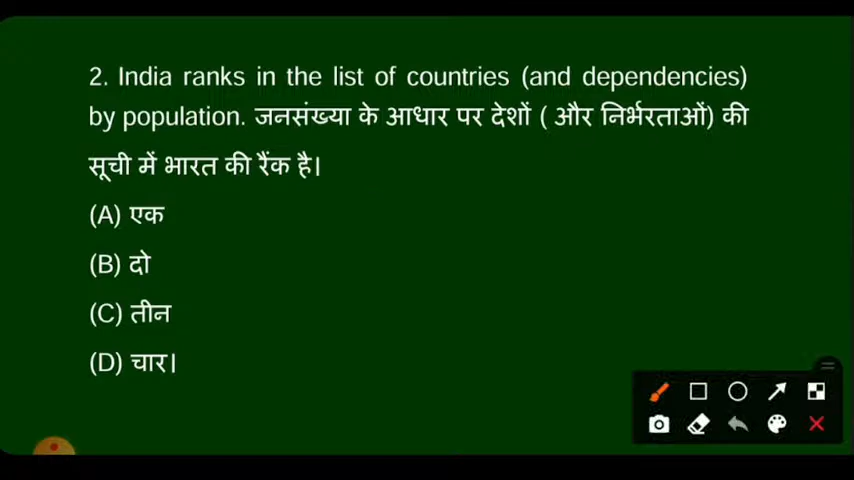 2. India ranks in the list of countries (and dependencies)
by population. जनसंख्या के आधार पर देशों ( और निर्भरताओं) की
सूची में भारत की रैंक है।
(A) एक
(B) दो
(C) तीन
(D) चार।